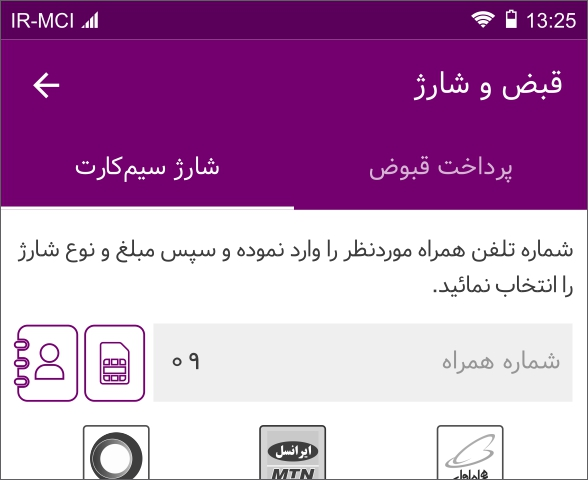 IR-MCI 13:25
قبض و شارژ
پرداخت قبوض
شارژ سیم‌کارت
شماره تلفن همراه موردنظر را وارد نموده و سپس مبلغ و نوع شارژ
را انتخاب نمائید.
شماره همراه ۰۹
ایرانسل
MTN
همراه اول